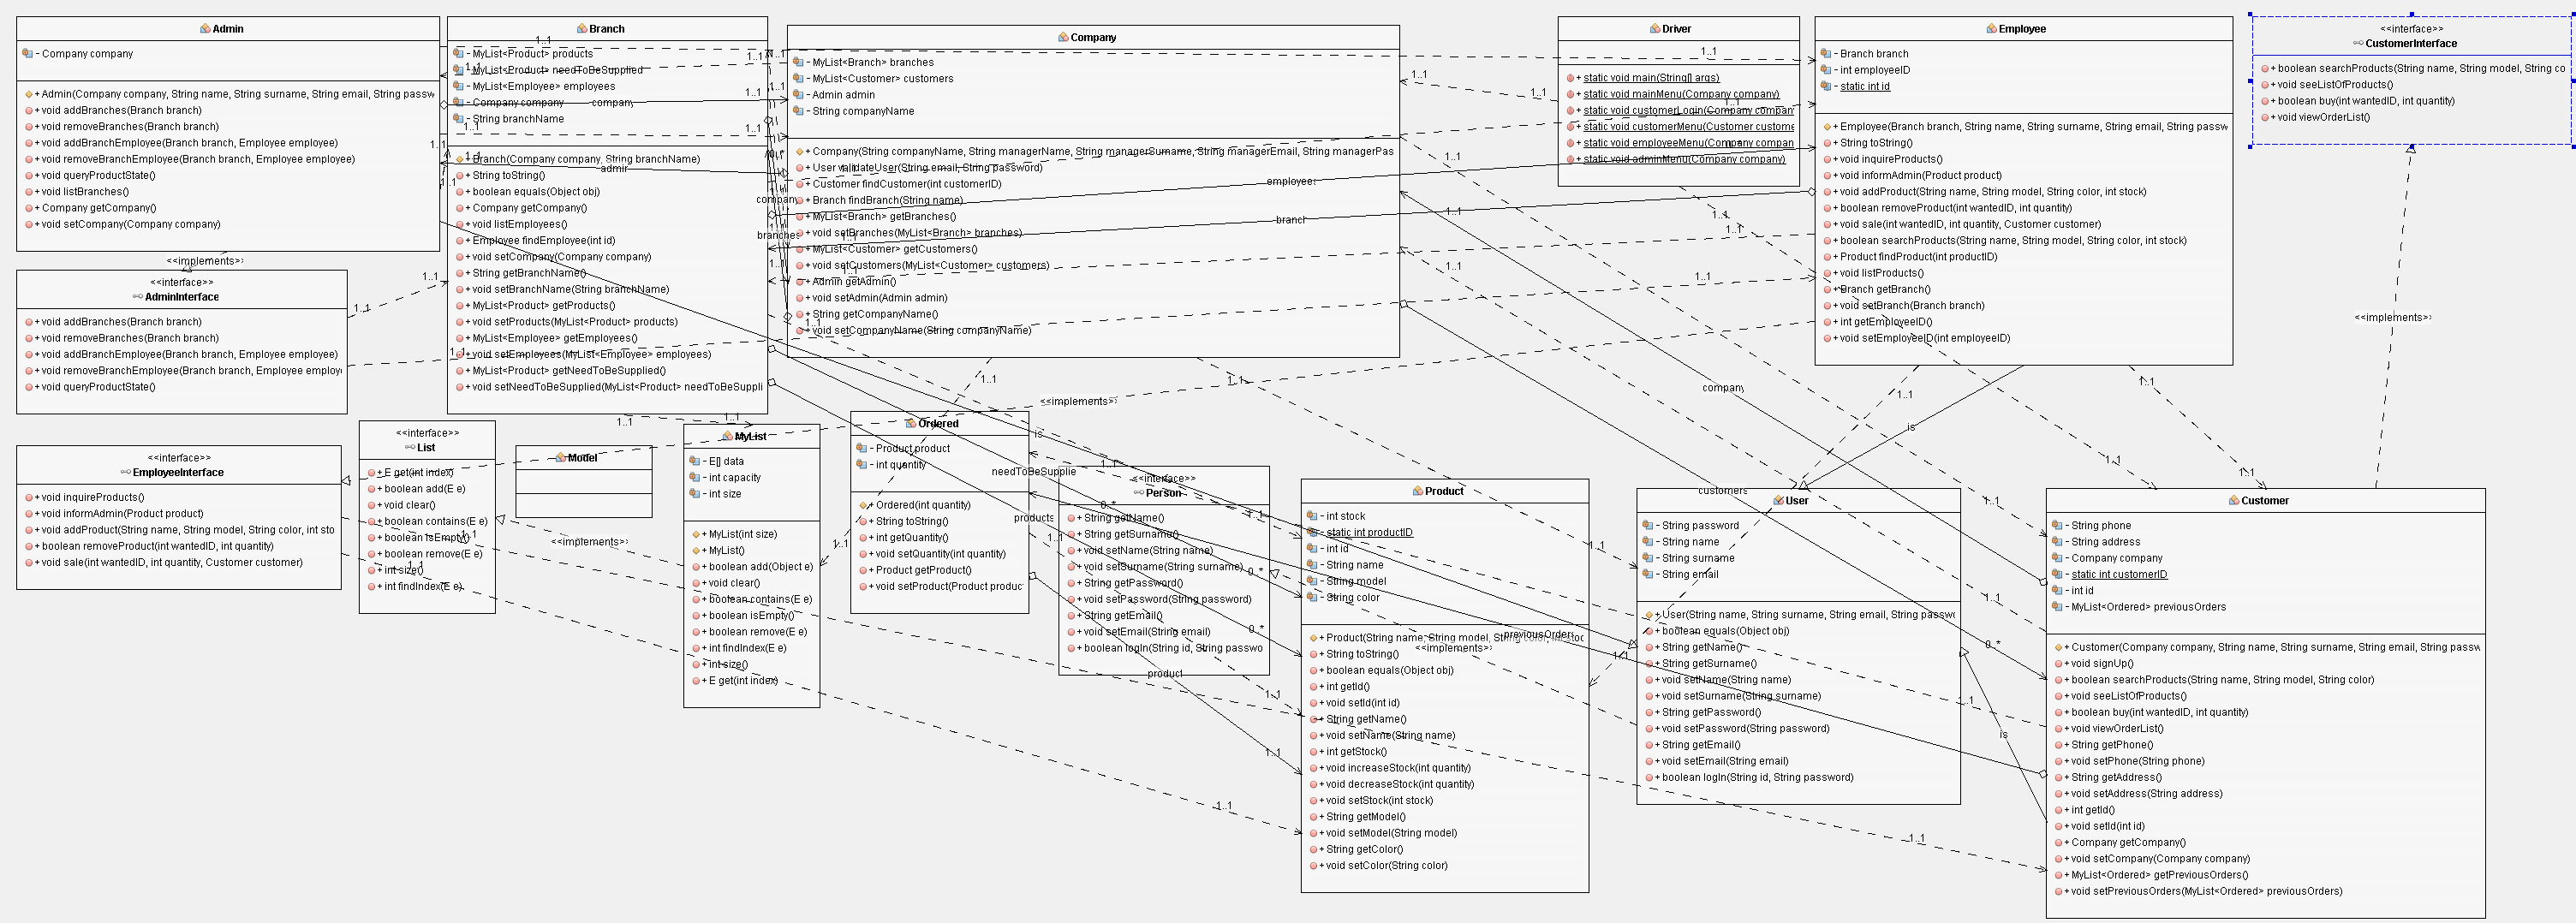 Admin
- Company company
+ Admin(Company company, String name, String surname, String email, String passw
+ void addBranches(Branch branch)
+ void removeBranches(Branch branch)
+ void addBranchEmployee(Branch branch, Employee employee)
+ void removeBranchEmployee(Branch branch, Employee employee)
+ void queryProductState()
+ void listBranches()
+ Company getCompany()
+ void setCompany(Company company)
<<implements>>
<<interface>>
AdminInterface
+ void addBranches(Branch branch)
+ void removeBranches(Branch branch)
+ void addBranchEmployee(Branch branch, Employee employee)
+ void removeBranchEmployee(Branch branch, Employee employ
+ void queryProductState()
<<interface>>
EmployeeInterface
+ void inquireProducts()
+ void informAdmin(Product product)
+ void addProduct(String name, String model, String color, int sto
+ boolean removeProduct(int wantedID, int quantity)
+ void sale(int wantedID, int quantity, Customer customer)
Branch
- MyList<Product> products
- MyList<Product> needToBeSupplied
- MyList<Employee> employees
- Company company
- String branchName
+ Branch(Company company, String branchName)
+ String toString()
+ boolean equals(Object obj)
+ Company getCompany()
+ void listEmployees()
+ Employee findEmployee(int id)
+ void setCompany(Company company)
+ String getBranchName()
+ void setBranchName(String branchName)
+ MyList<Product> getProducts()
+ void setProducts(MyList<Product> products)
+ MyList<Employee> getEmployees()
+ void setEmployees(MyList<Employee> employees)
+ MyList<Product> getNeedToBeSupplied()
+ void setNeedToBeSupplied(MyList<Product> needToBeSuppli
company
admin
<<interface>>
List
+ E get(int index)
+ boolean add(E e)
+ void clear()
+ boolean contains(E e)
+ boolean isEmpty()
+ boolean remove(E e)
+ int size()
+ int findIndex(E e)
Model
<<implements>>
MyList
- E[] data
- int capacity
- int size
+ MyList(int size)
+ MyList()
+ boolean add(Object e)
+ void clear()
+ boolean contains(E e)
+ boolean isEmpty()
+ boolean remove(E e)
+ int findIndex(E e)
+ int size()
+ E get(int index)
Company
- MyList<Branch> branches
- MyList<Customer> customers
- Admin admin
- String companyName
+ Company(String companyName, String managerName, String managerSurname, String managerEmail, String managerPas
+ User validateUser(String email, String password)
+ Customer findCustomer(int customerID)
+ Branch findBranch(String name)
+ MyList<Branch> getBranches()
+ void setBranches(MyList<Branch> branches)
+ MyList<Customer> getCustomers()
+ void setCustomers(MyList<Customer> customers)
+ Admin getAdmin()
+ void setAdmin(Admin admin)
+ String getCompanyName()
+ void setCompanyName(String companyName)
company
branches
employees
branch
<<implements>>
Ordered
- Product product
- int quantity
+ Ordered(int quantity)
+ String toString()
+ int getQuantity()
+ void setQuantity(int quantity)
+ Product getProduct()
+ void setProduct(Product produc
is
needToBeSupplie
products
product
<<interface>>
Person
+ String getName()
+ String getSurname()
+ void setName(String name)
+ void setSurname(String surname)
+ String getPassword()
+ void setPassword(String password)
+ String getEmail()
+ void setEmail(String email)
+ boolean logIn(String id, String passwo
Product
- int stock
- static int productID
- int id
- String name
- String model
- String color
+ Product(String name, String model, String color, int stoc
+ String toString()
+ boolean equals(Object obj)
+ int getId()
+ void setId(int id)
+ String getName()
+ void setName(String name)
+ int getStock()
+ void increaseStock(int quantity)
+ void decreaseStock(int quantity)
+ void setStock(int stock)
+ String getModel()
+ void setModel(String model)
+ String getColor()
+ void setColor(String color)
previousOrders
<<implements>>
Driver
+ static void main(String[] args)
+ static void mainMenu(Company company)
+ static void customerLogin(Company compan
+ static void customerMenu(Customer custome
+ static void employeeMenu(Company compan
+ static void adminMenu(Company company)
company
customers
is
User
- String password
- String name
- String surname
- String email
+ User(String name, String surname, String email, String passwo
+ boolean equals(Object obj)
+ String getName()
+ String getSurname()
+ void setName(String name)
+ void setSurname(String surname)
+ String getPassword()
+ void setPassword(String password)
+ String getEmail()
+ void setEmail(String email)
+ boolean logIn(String id, String password)
Employee
- Branch branch
- int employeeID
- static int id
+ Employee(Branch branch, String name, String surname, String email, String passw
+ String toString()
+ void inquireProducts()
+ void informAdmin(Product product)
+ void addProduct(String name, String model, String color, int stock)
+ boolean removeProduct(int wantedID, int quantity)
+ void sale(int wantedID, int quantity, Customer customer)
+ boolean searchProducts(String name, String model, String color, int stock)
+ Product findProduct(int productID)
+ void listProducts()
+ Branch getBranch()
+ void setBranch(Branch branch)
+ int getEmployeeID()
+ void setEmployeeID(int employeeID)
<<interface>>
CustomerInterface
+ boolean searchProducts(String name, String model, String co
+ void seeListOfProducts()
+ boolean buy(int wantedID, int quantity)
+ void viewOrderList()
<<implements>>
is
Customer
- String phone
- String address
- Company company
- static int customerID
- int id
- MyList<Ordered> previousOrders
+ Customer(Company company, String name, String surname, String email, String passw
+ void signUp()
+ boolean searchProducts(String name, String model, String color)
+ void seeListOfProducts()
+ boolean buy(int wantedID, int quantity)
+ void viewOrderList()
+ String getPhone()
+ void setPhone(String phone)
+ String getAddress()
+ void setAddress(String address)
+ int getId()
+ void setId(int id)
+ Company getCompany()
+ void setCompany(Company company)
+ MyList<Ordered> getPreviousOrders()
+ void setPreviousOrders(MyList<Ordered> previousOrders)